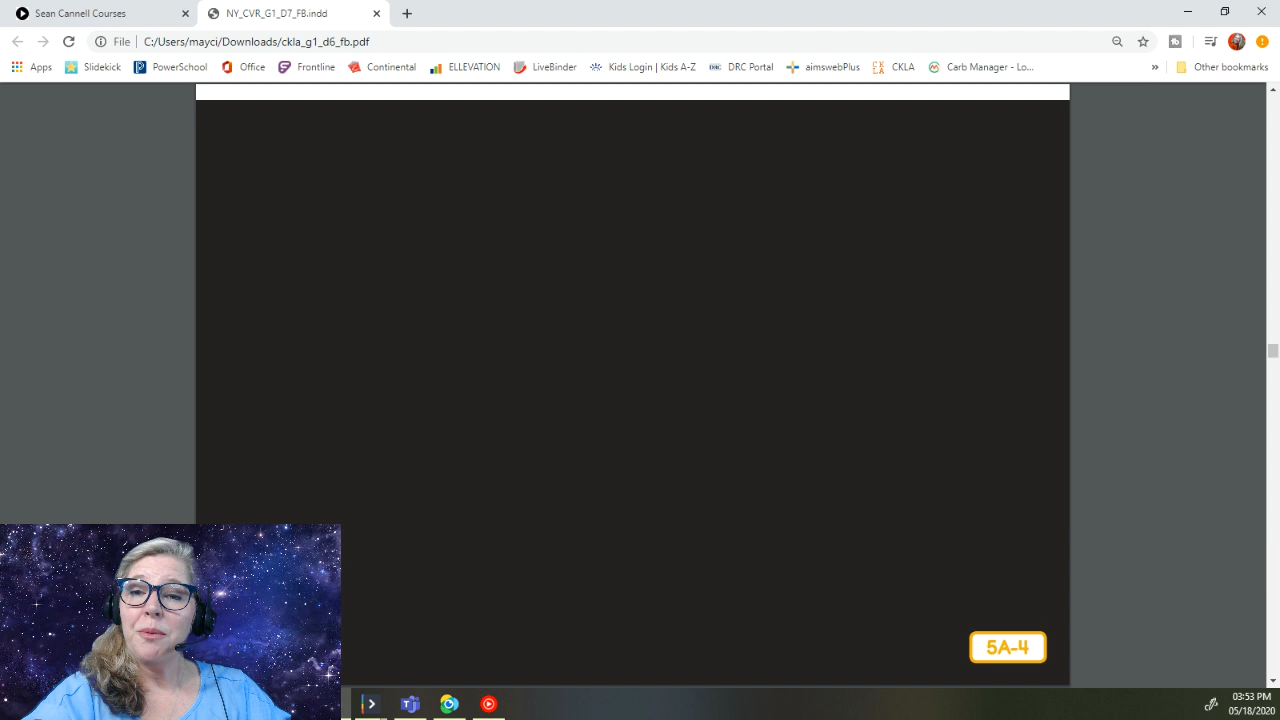 Sean Cannell Courses
NY_CVR_G1_D7_FB.indd
File C:/Users/mayci/Downloads/ckla_g1_d6_fb.pdf
Apps Slidekick PowerSchool Office Frontline Continental ELLEVATION LiveBinder Kids Login | Kids A-Z DRC Portal aimswebPlus CKLA Carb Manager - Lo... » Other bookmarks
5A-4
03:53 PM
05/18/2020